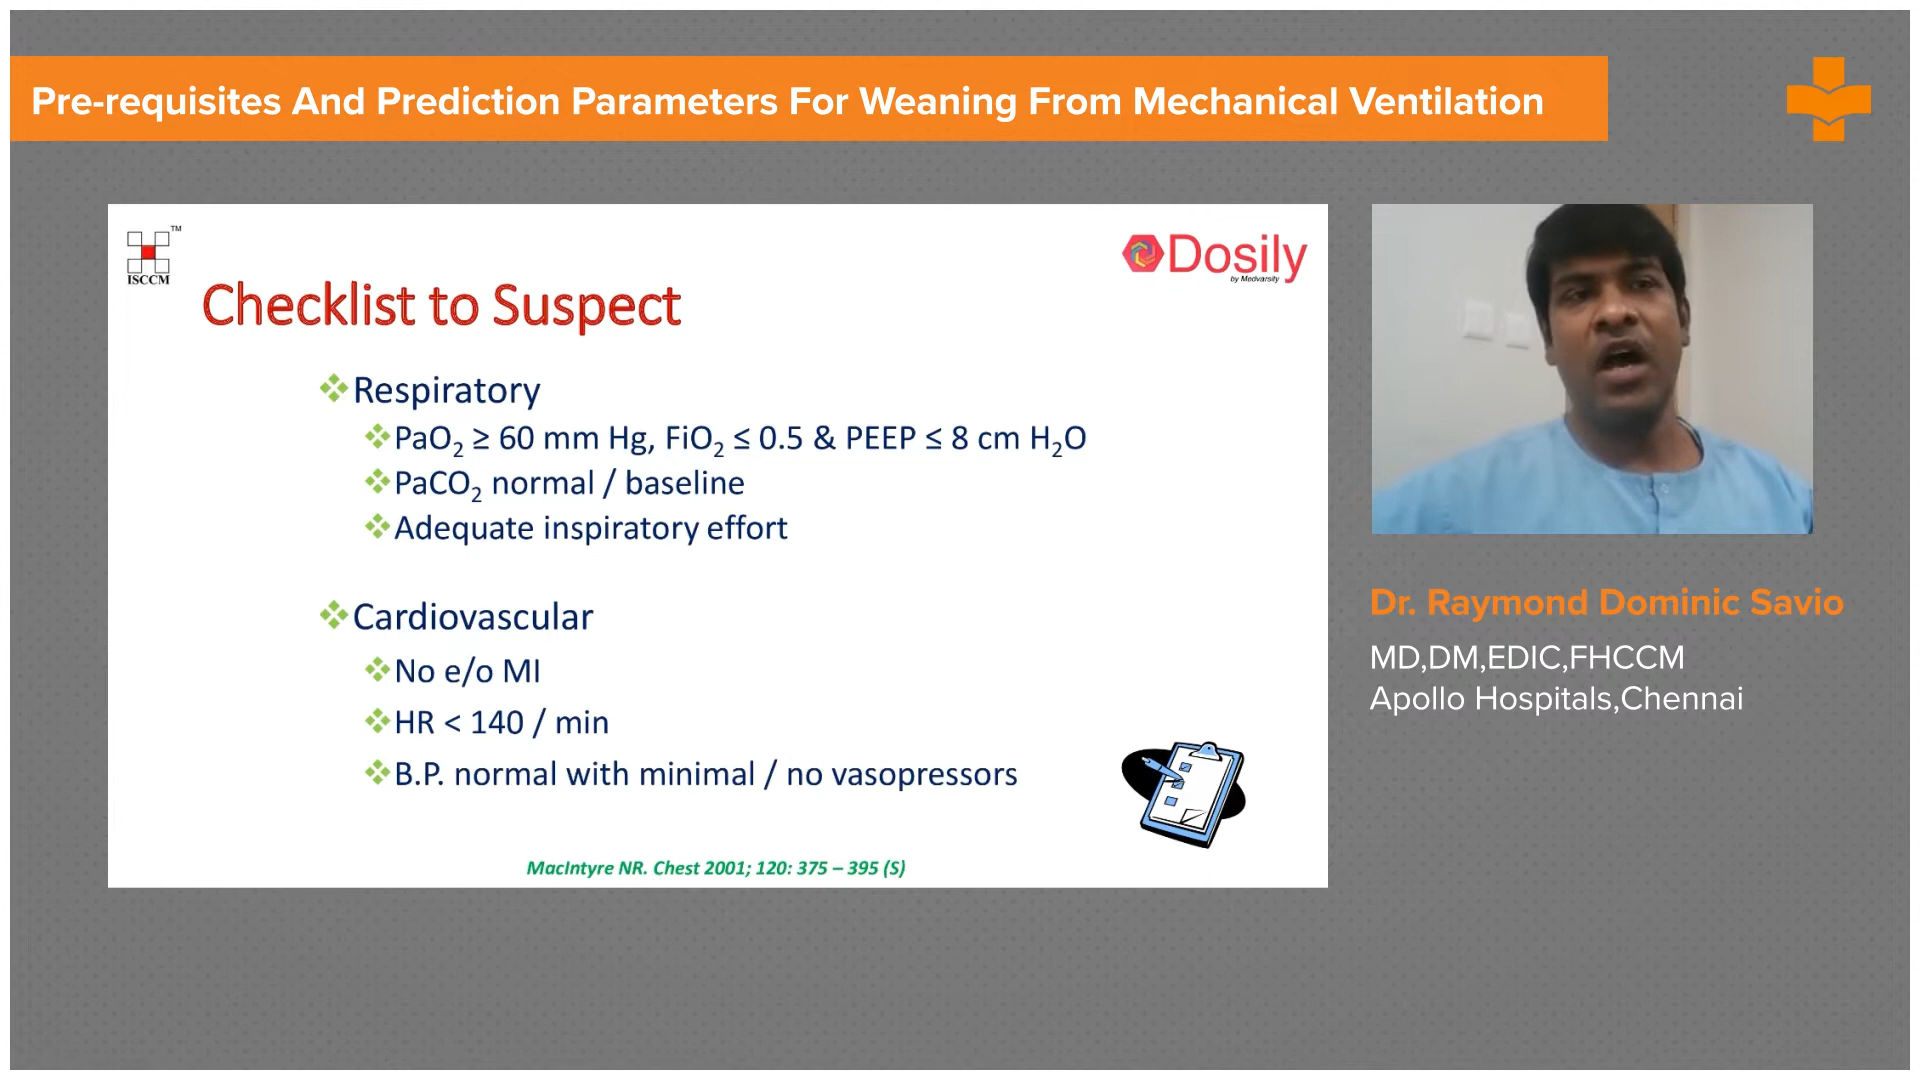 Pre-requisites And Prediction Parameters For Weaning From Mechanical Ventilation
TM
ISCCM
Dosily
by Medvarsity
Checklist to Suspect
Respiratory
PaO₂ ≥ 60 mm Hg, FiO₂ ≤ 0.5 & PEEP ≤ 8 cm H₂O
PaCO₂ normal / baseline
Adequate inspiratory effort
Cardiovascular
No e/o MI
HR < 140 / min
B.P. normal with minimal / no vasopressors
MacIntyre NR. Chest 2001; 120: 375 – 395 (S)
Dr. Raymond Dominic Savio
MD,DM,EDIC,FHCCM
Apollo Hospitals,Chennai